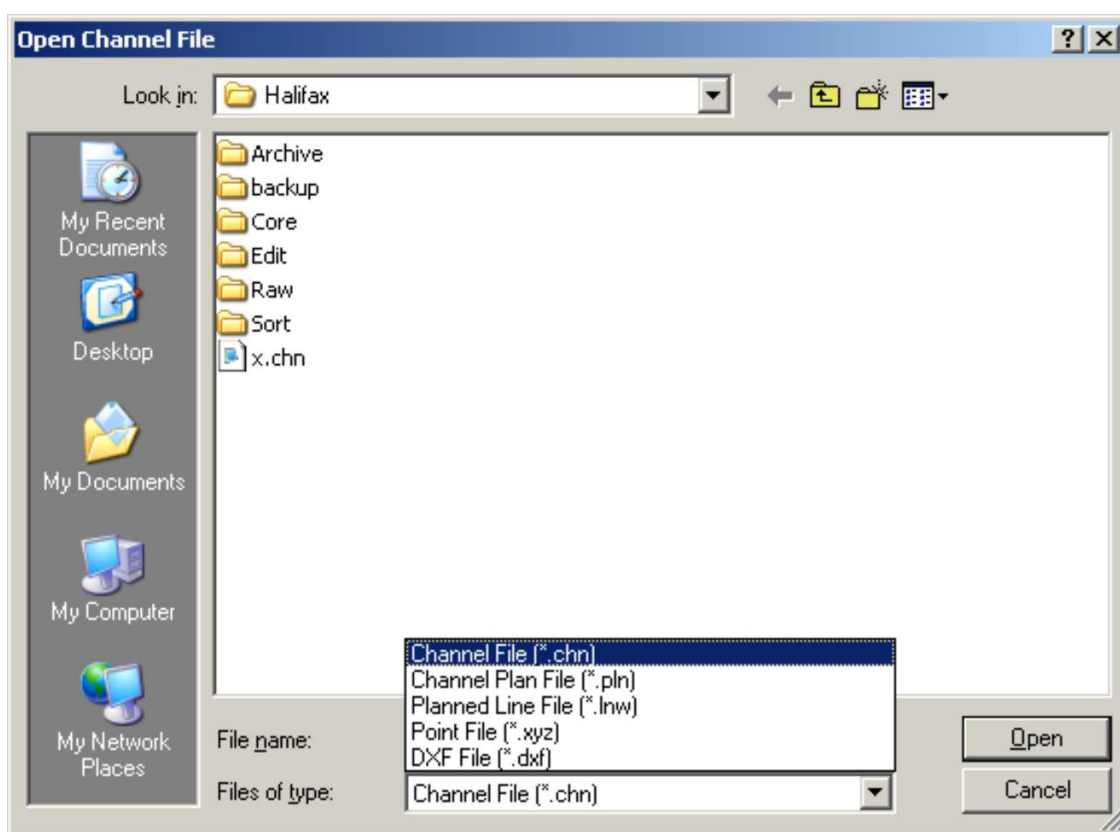 Open Channel File
Look in: Halifax
My Recent
Documents
Desktop
My Documents
My Computer
My Network
Places
Archive
backup
Core
Edit
Raw
Sort
x.chn
Channel File (*.chn)
Channel Plan File (*.pln)
Planned Line File (*.lnw)
Point File (*.xyz)
DXF File (*.dxf)
File name:
Open
Files of type: Channel File (*.chn)
Cancel